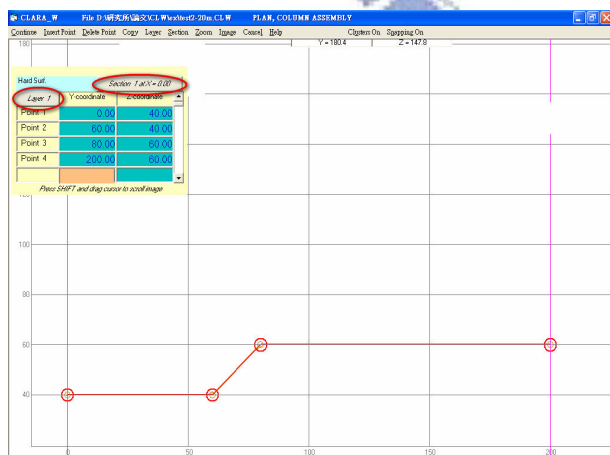 CLARA_W File D:\研究所\論文\CLW\ex\test2-20m.CLW PLAN, COLUMN ASSEMBLY
Continue Insert Point Delete Point Copy Layer Section Zoom Image Cancel Help Clusters On Snapping On
180 Y = 180.4 Z = 147.8
Hard Surf. Section 1 at X = 0.00
Layer 1 Y-coordinate Z-coordinate
Point 1 0.00 40.00
Point 2 60.00 40.00
Point 3 80.00 60.00
Point 4 200.00 60.00
Press SHIFT and drag cursor to scroll image
120
100
80
60
40
0 50 100 150 200